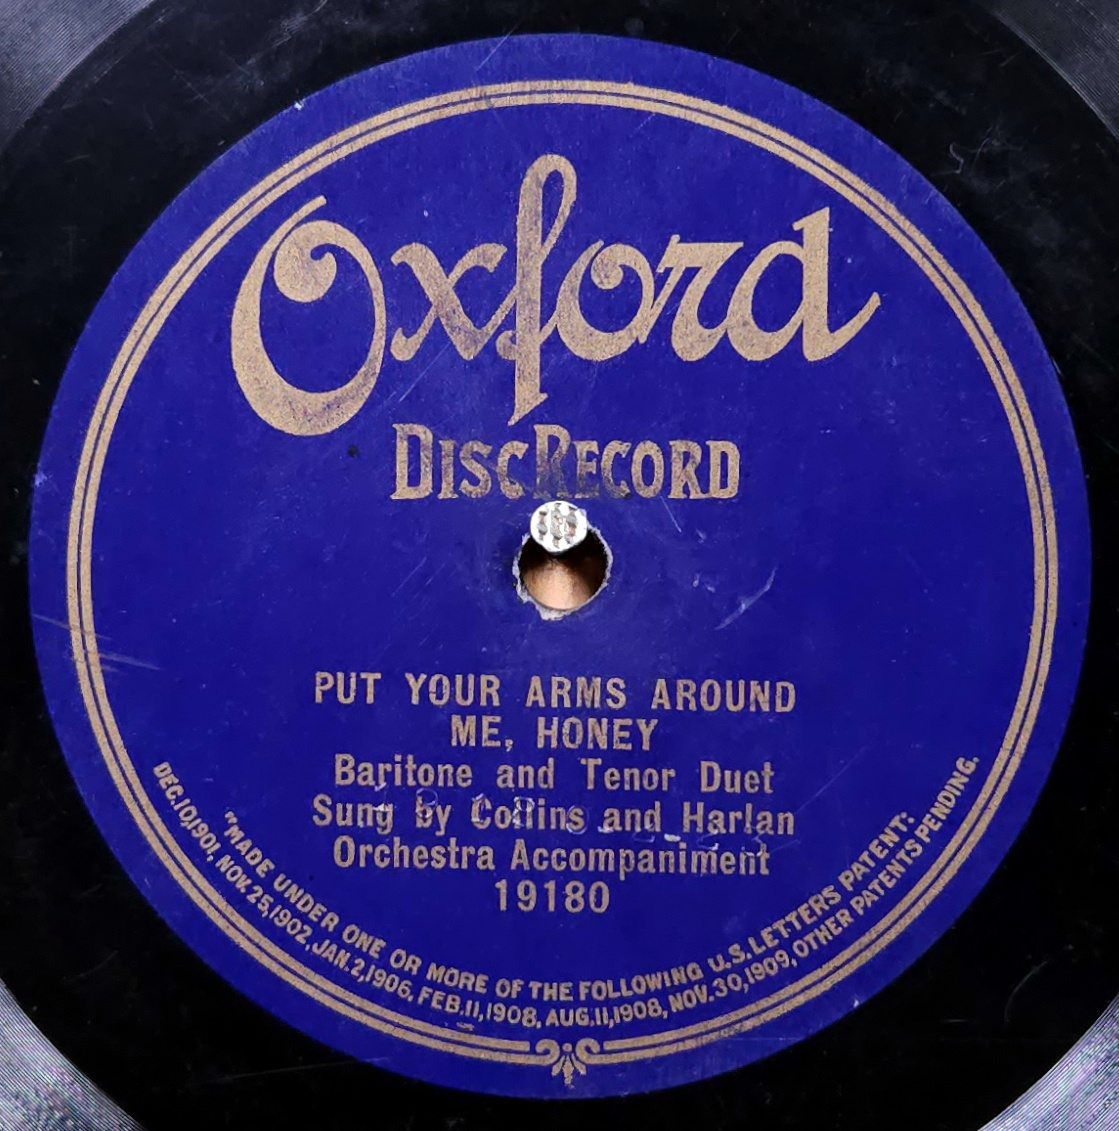 Oxford
DISC RECORD
PUT YOUR ARMS AROUND
ME, HONEY
Baritone and Tenor Duet
Sung by Collins and Harlan
Orchestra Accompaniment
19180
"MADE UNDER ONE OR MORE OF THE FOLLOWING U.S. LETTERS PATENT:
DEC.10,1901, NOV. 25,1902, JAN.2,1906, FEB.11,1908, AUG.11,1908, NOV.30,1909, OTHER PATENTS PENDING.